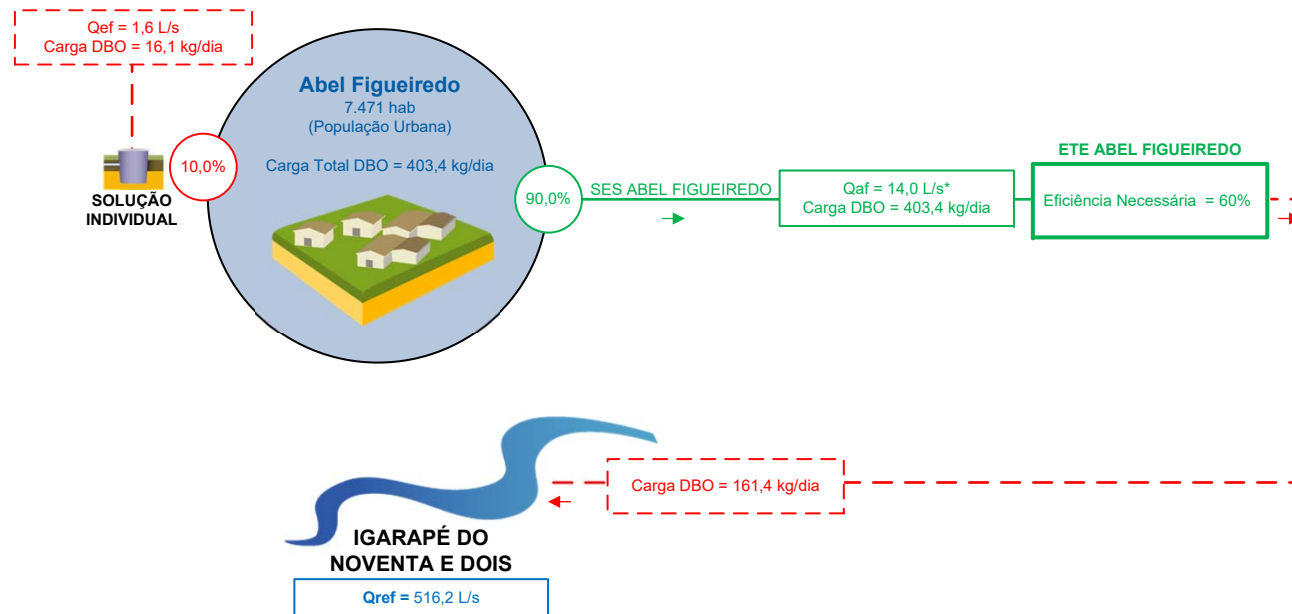 Qef = 1,6 L/s
Carga DBO = 16,1 kg/dia
Abel Figueiredo
7.471 hab
(População Urbana)
Carga Total DBO = 403,4 kg/dia
10,0%
SOLUÇÃO
INDIVIDUAL
90,0%
SES ABEL FIGUEIREDO
Qaf = 14,0 L/s*
Carga DBO = 403,4 kg/dia
ETE ABEL FIGUEIREDO
Eficiência Necessária = 60%
Carga DBO = 161,4 kg/dia
IGARAPÉ DO
NOVENTA E DOIS
Qref = 516,2 L/s